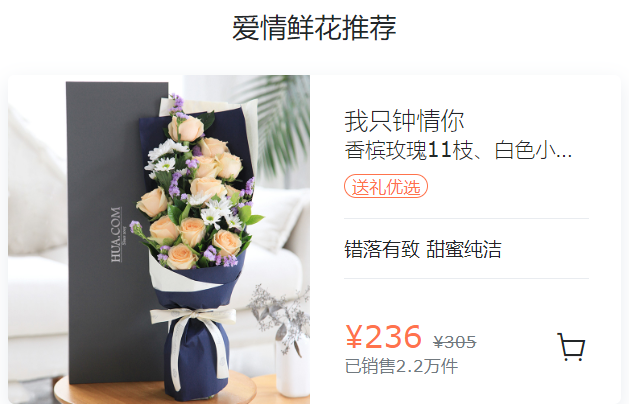 爱情鲜花推荐
HUA.COM
我只钟情你
香槟玫瑰11枝、白色小...
送礼优选
错落有致 甜蜜纯洁
¥236 ¥305
已销售2.2万件